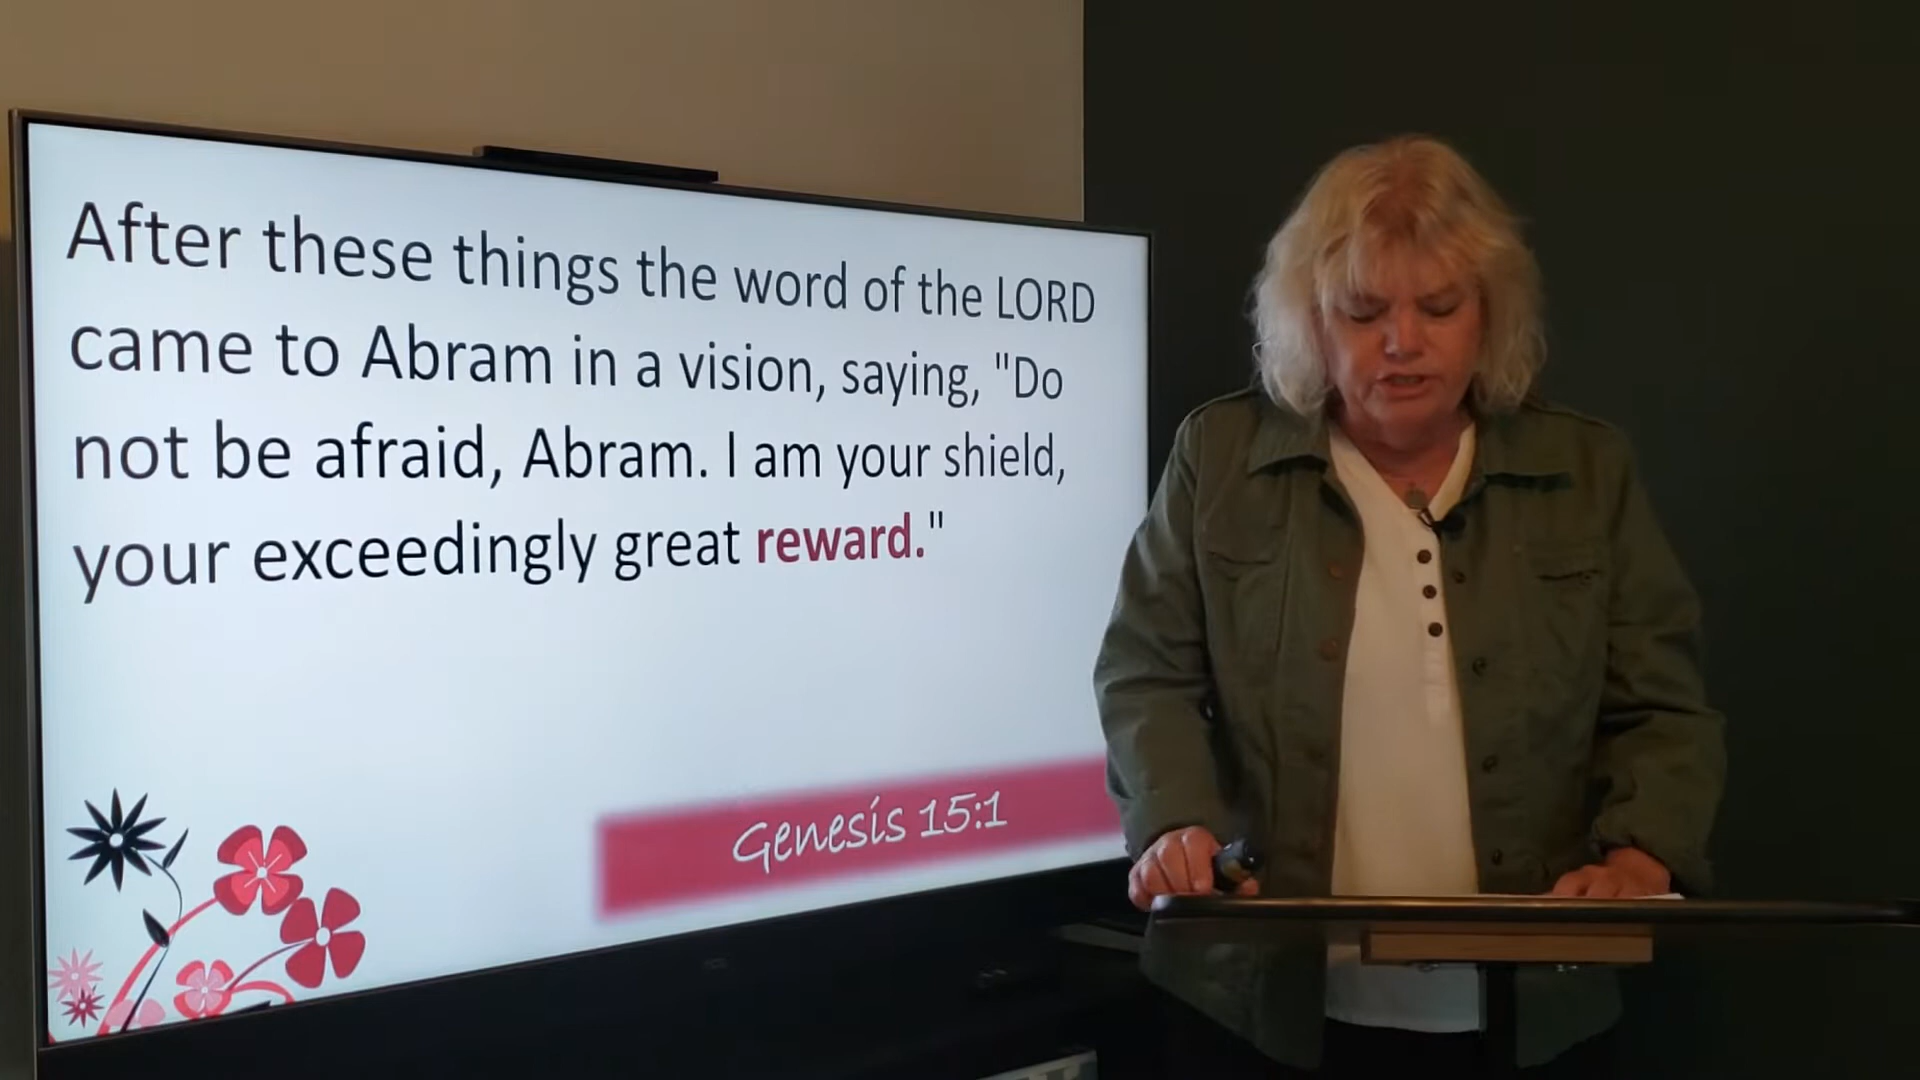 After these things the word of the LORD
came to Abram in a vision, saying, "Do
not be afraid, Abram. I am your shield,
your exceedingly great reward."
Genesis 15:1